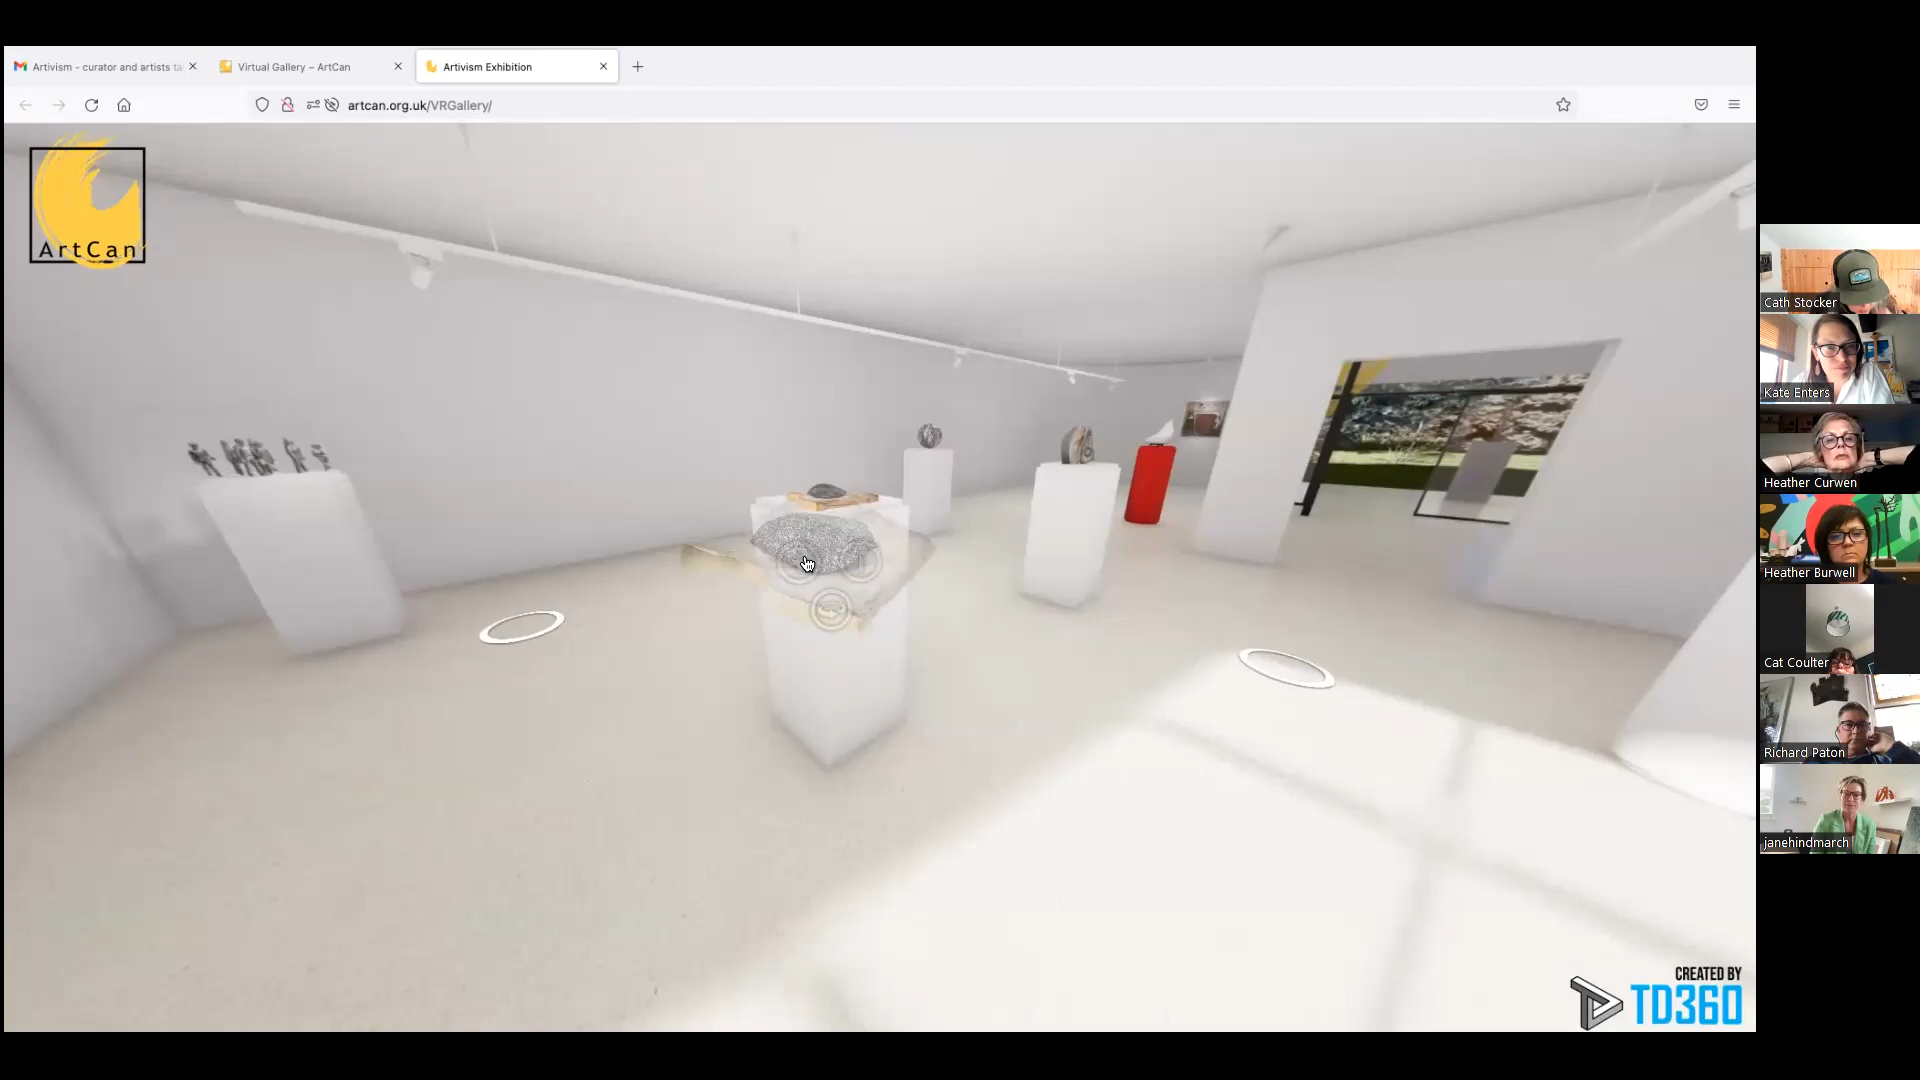 Artivism - curator and artists ta
Virtual Gallery – ArtCan
Artivism Exhibition
artcan.org.uk/VRGallery/
ArtCan
Cath Stocker
Kate Enters
Heather Curwen
Heather Burwell
Cat Coulter
Richard Paton
janehindmarch
CREATED BY
TD360